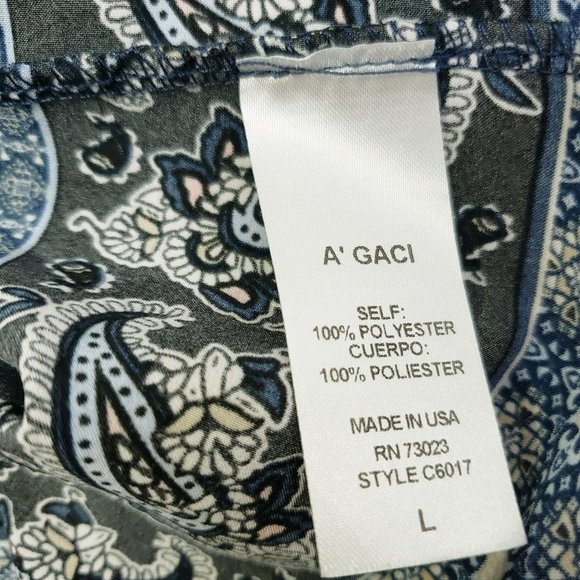 A' GACI
SELF:
100% POLYESTER
CUERPO:
100% POLIESTER
MADE IN USA
RN 73023
STYLE C6017
L